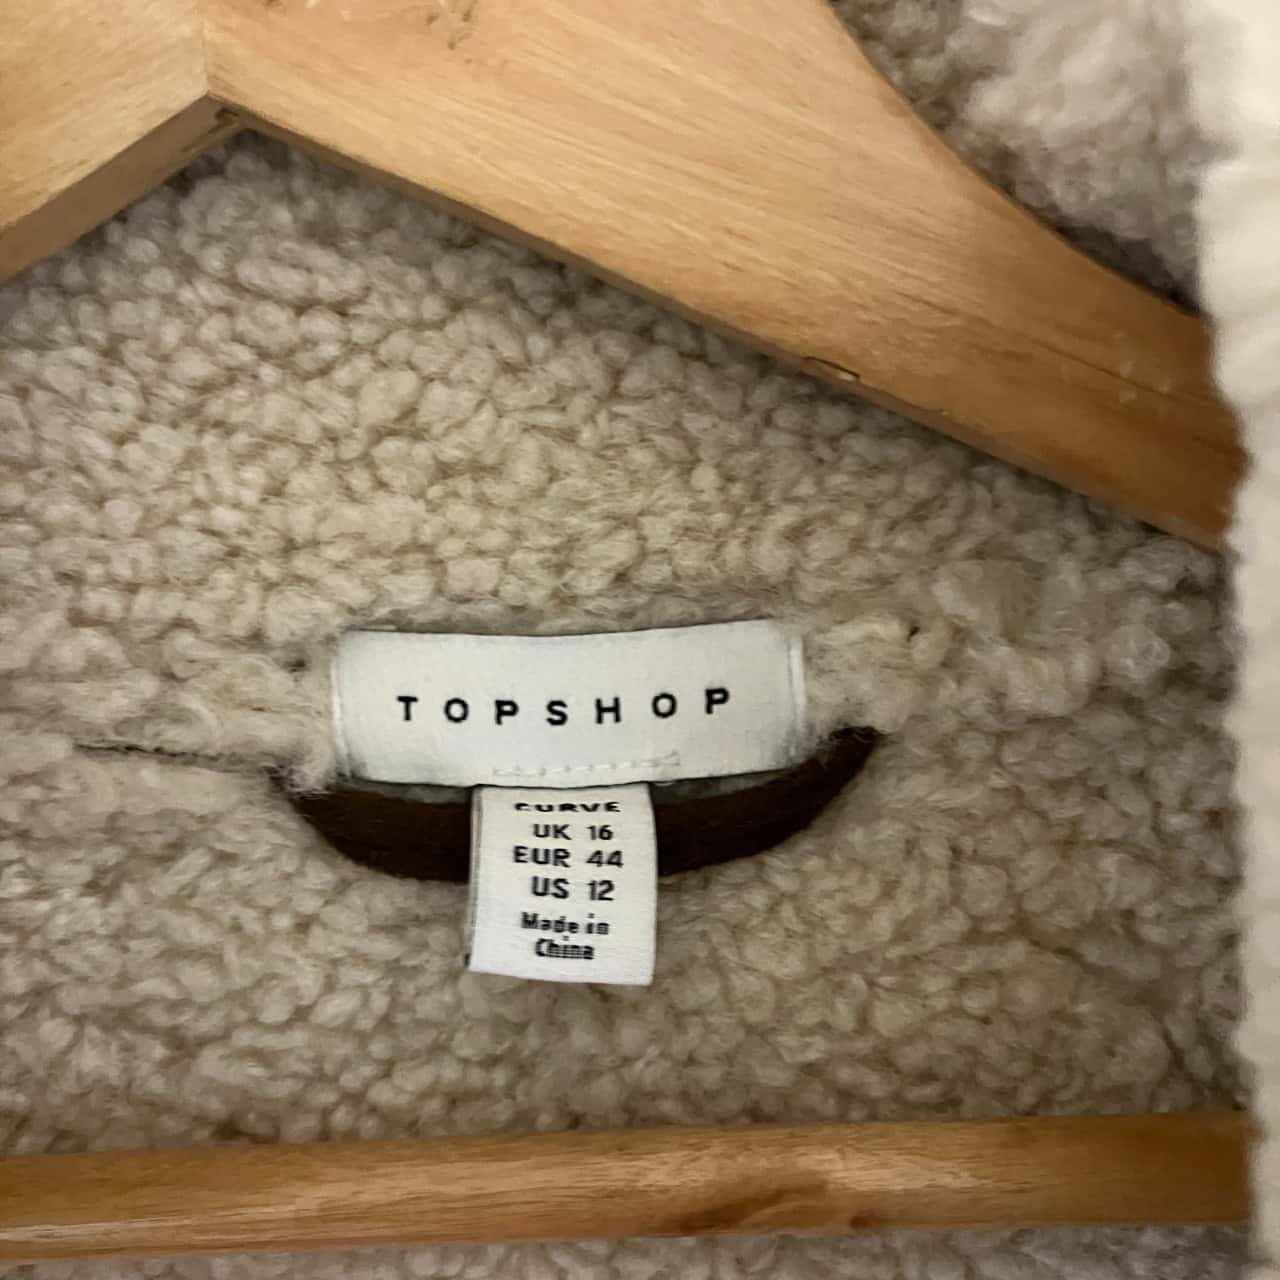 TOPSHOP
CURVE
UK 16
EUR 44
US 12
Made in
China